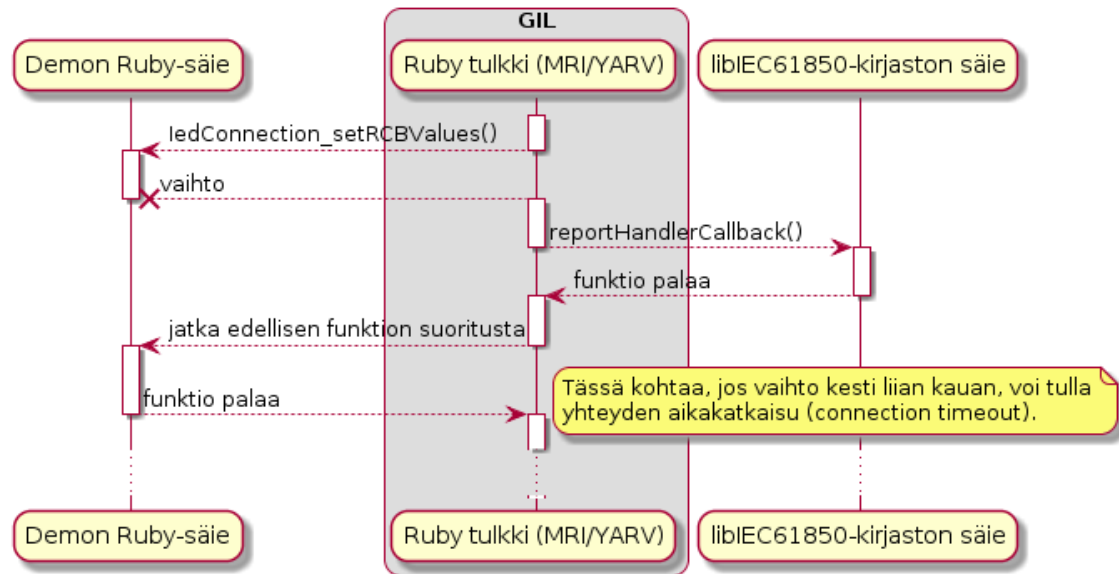 GIL
Demon Ruby-säie
Ruby tulkki (MRI/YARV)
libIEC61850-kirjaston säie
IedConnection_setRCBValues()
vaihto
reportHandlerCallback()
funktio palaa
jatka edellisen funktion suoritusta
Tässä kohtaa, jos vaihto kesti liian kauan, voi tulla
yhteyden aikakatkaisu (connection timeout).
funktio palaa
Demon Ruby-säie
Ruby tulkki (MRI/YARV)
libIEC61850-kirjaston säie